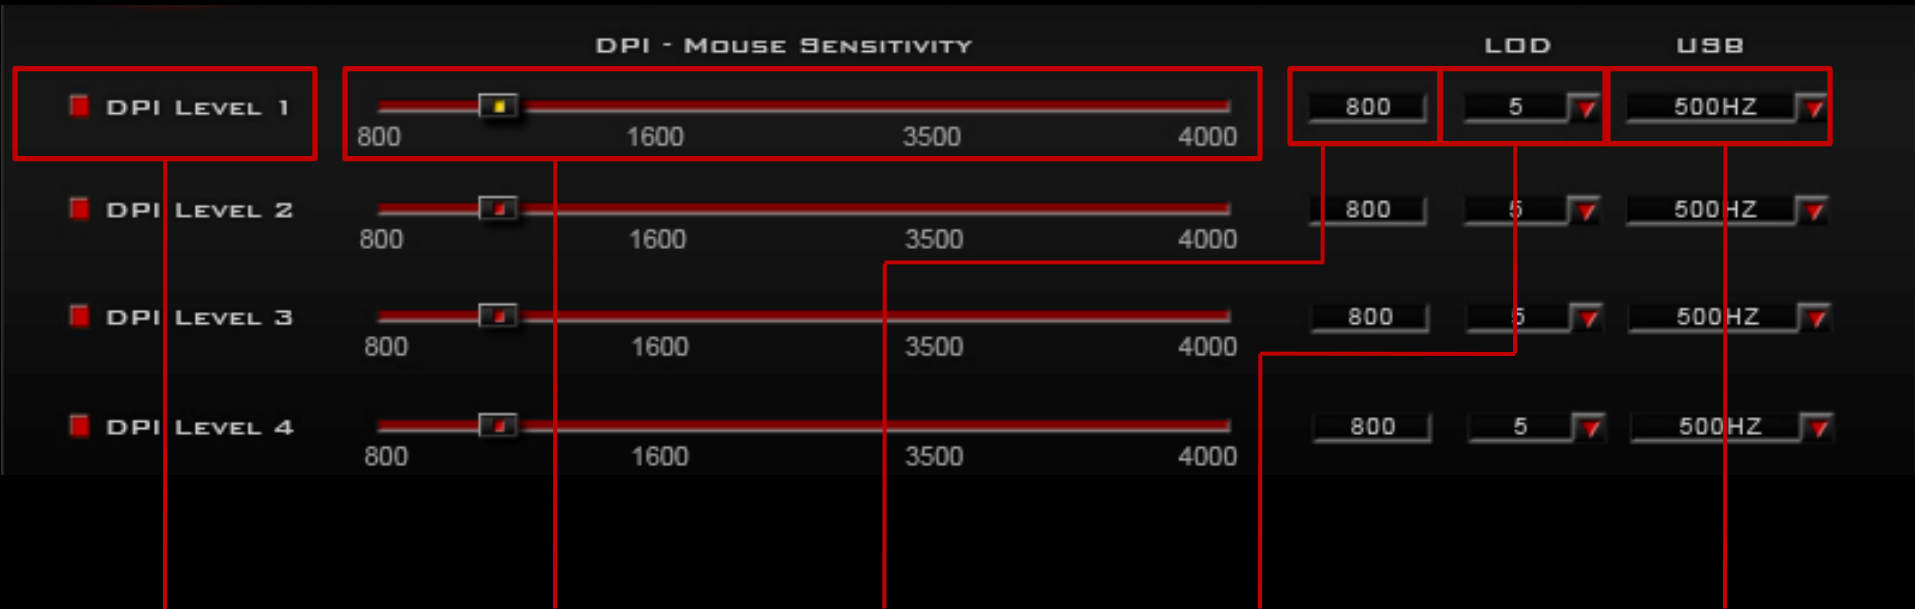 DPI - Mouse Sensitivity LOD USB
DPI Level 1 800 5 500HZ
800 1600 3500 4000
DPI Level 2 800 5 500HZ
800 1600 3500 4000
DPI Level 3 800 5 500HZ
800 1600 3500 4000
DPI Level 4 800 5 500HZ
800 1600 3500 4000